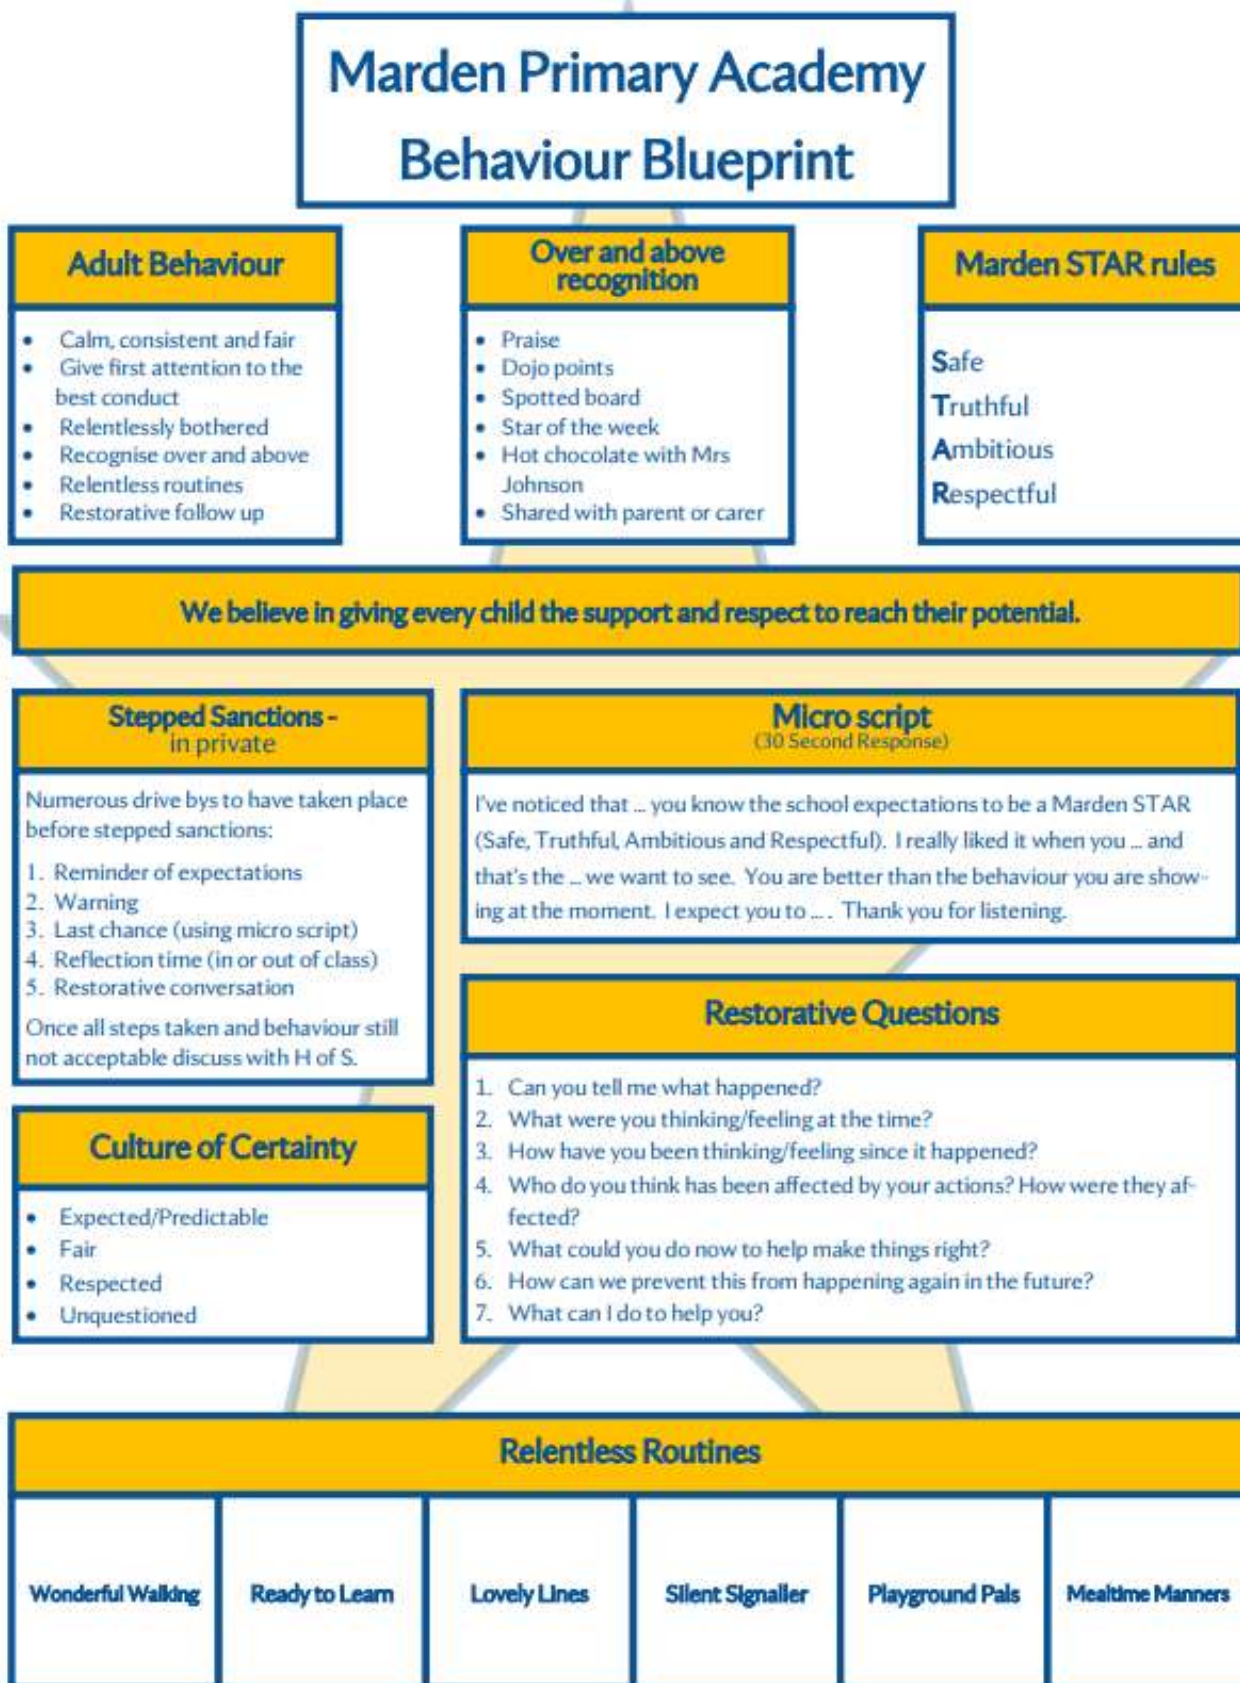 Marden Primary Academy
Behaviour Blueprint
Adult Behaviour
• Calm, consistent and fair
• Give first attention to the
best conduct
• Relentlessly bothered
• Recognise over and above
• Relentless routines
• Restorative follow up
Over and above
recognition
• Praise
• Dojo points
• Spotted board
• Star of the week
• Hot chocolate with Mrs
Johnson
• Shared with parent or carer
Marden STAR rules
Safe
Truthful
Ambitious
Respectful
We believe in giving every child the support and respect to reach their potential.
Stepped Sanctions -
in private
Numerous drive bys to have taken place
before stepped sanctions:
1. Reminder of expectations
2. Warning
3. Last chance (using micro script)
4. Reflection time (in or out of class)
5. Restorative conversation
Once all steps taken and behaviour still
not acceptable discuss with H of S.
Micro script
(30 Second Response)
I've noticed that ... you know the school expectations to be a Marden STAR
(Safe, Truthful, Ambitious and Respectful). I really liked it when you ... and
that's the ... we want to see. You are better than the behaviour you are show-
ing at the moment. I expect you to .... Thank you for listening.
Restorative Questions
1. Can you tell me what happened?
2. What were you thinking/feeling at the time?
3. How have you been thinking/feeling since it happened?
4. Who do you think has been affected by your actions? How were they af-
fected?
5. What could you do now to help make things right?
6. How can we prevent this from happening again in the future?
7. What can I do to help you?
Culture of Certainty
• Expected/Predictable
• Fair
• Respected
• Unquestioned
Relentless Routines
Wonderful Walking
Ready to Learn
Lovely Lines
Silent Signaller
Playground Pals
Mealtime Manners